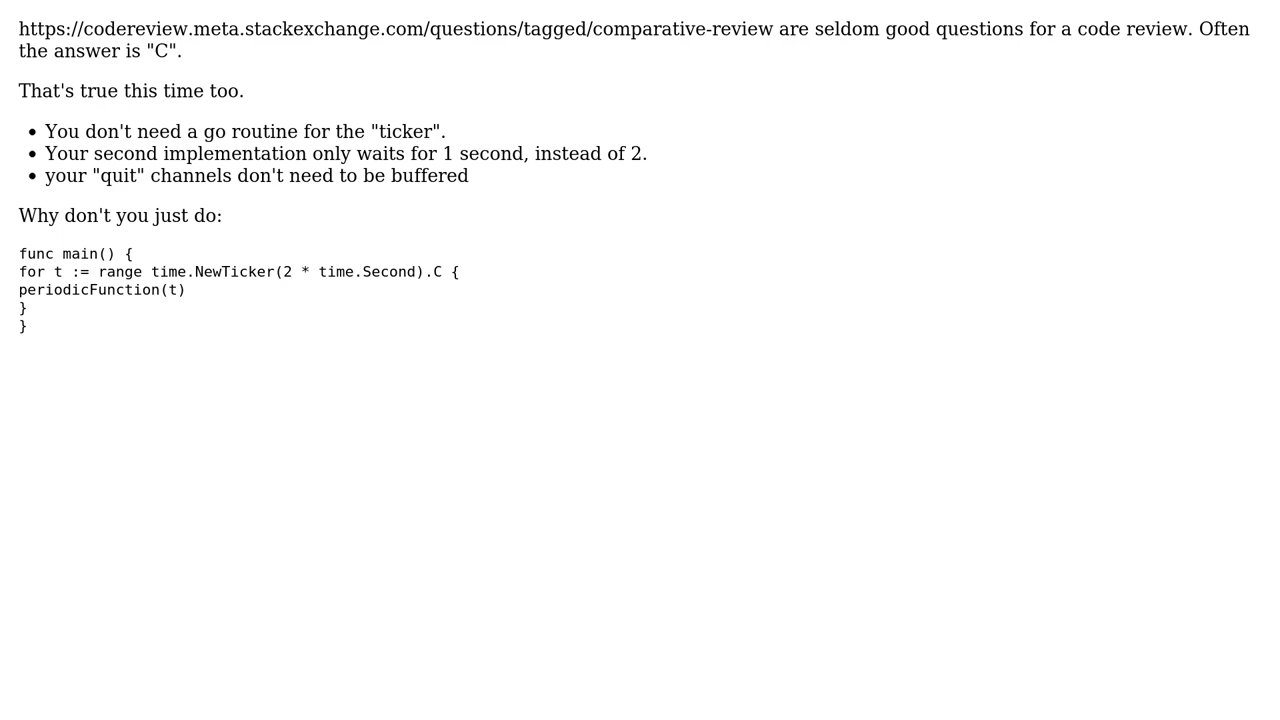 https://codereview.meta.stackexchange.com/questions/tagged/comparative-review are seldom good questions for a code review. Often
the answer is "C".
That's true this time too.
• You don't need a go routine for the "ticker".
• Your second implementation only waits for 1 second, instead of 2.
• your "quit" channels don't need to be buffered
Why don't you just do:
func main() {
for t := range time.NewTicker(2 * time.Second).C {
periodicFunction(t)
}
}